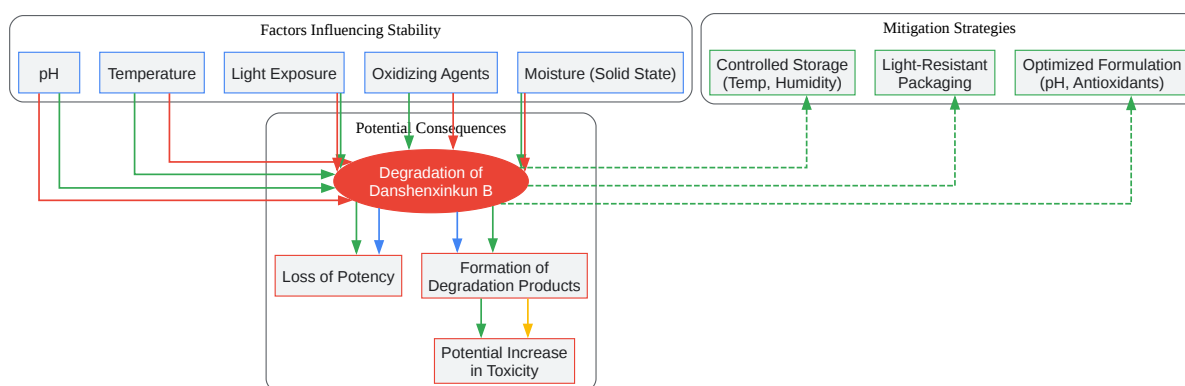 Factors Influencing Stability
Mitigation Strategies
pH
Temperature
Light Exposure
Oxidizing Agents
Moisture (Solid State)
Controlled Storage
(Temp, Humidity)
Light-Resistant
Packaging
Optimized Formulation
(pH, Antioxidants)
Potential Consequences
Degradation of
Danshenxinkun B
Loss of Potency
Formation of
Degradation Products
Potential Increase
in Toxicity